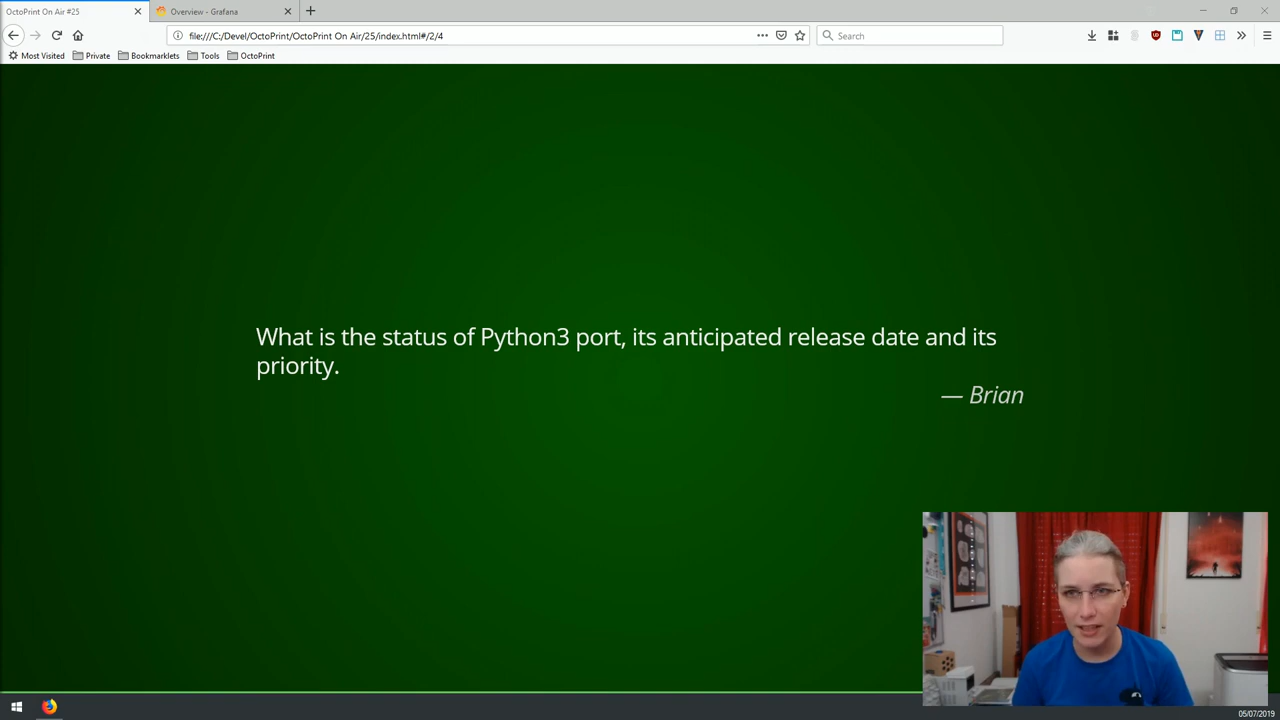 OctoPrint On Air #25
Overview - Grafana
file:///C:/Devel/OctoPrint/OctoPrint On Air/25/index.html#/2/4
Search
Most Visited
Private
Bookmarklets
Tools
OctoPrint
What is the status of Python3 port, its anticipated release date and its
priority.
— Brian
05/07/2019